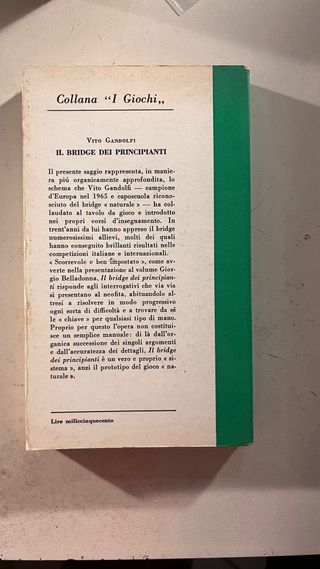 Collana “I Giochi„
Vito Gandolfi
IL BRIDGE DEI PRINCIPIANTI
Il presente saggio rappresenta, in manie-
ra piú organicamente approfondita, lo
schema che Vito Gandolfi — campione
d'Europa nel 1965 e caposcuola ricono-
sciuto del bridge « naturale » — ha col-
laudato al tavolo da gioco e introdotto
nei propri corsi d'insegnamento. In
trent'anni da lui hanno appreso il bridge
numerosissimi allievi, molti dei quali
hanno conseguito brillanti risultati nelle
competizioni italiane e internazionali.
« Scorrevole e ben impostato », come av-
verte nella presentazione al volume Gior-
gio Belladonna, Il bridge dei principian-
ti risponde agli interrogativi che via via
si presentano al neofita, abituandolo al-
tresí a risolvere in modo progressivo
ogni sorta di difficoltà e a trovare da sé
le « chiave » per qualsiasi tipo di mano.
Proprio per questo l'opera non costitui-
sce un semplice manuale: di là dall'or-
ganica successione dei singoli argomenti
e dall'accuratezza dei dettagli, Il bridge
dei principianti è un vero e proprio « si-
stema », anzi il prototipo del gioco « na-
turale ».
Lire millecinquecento